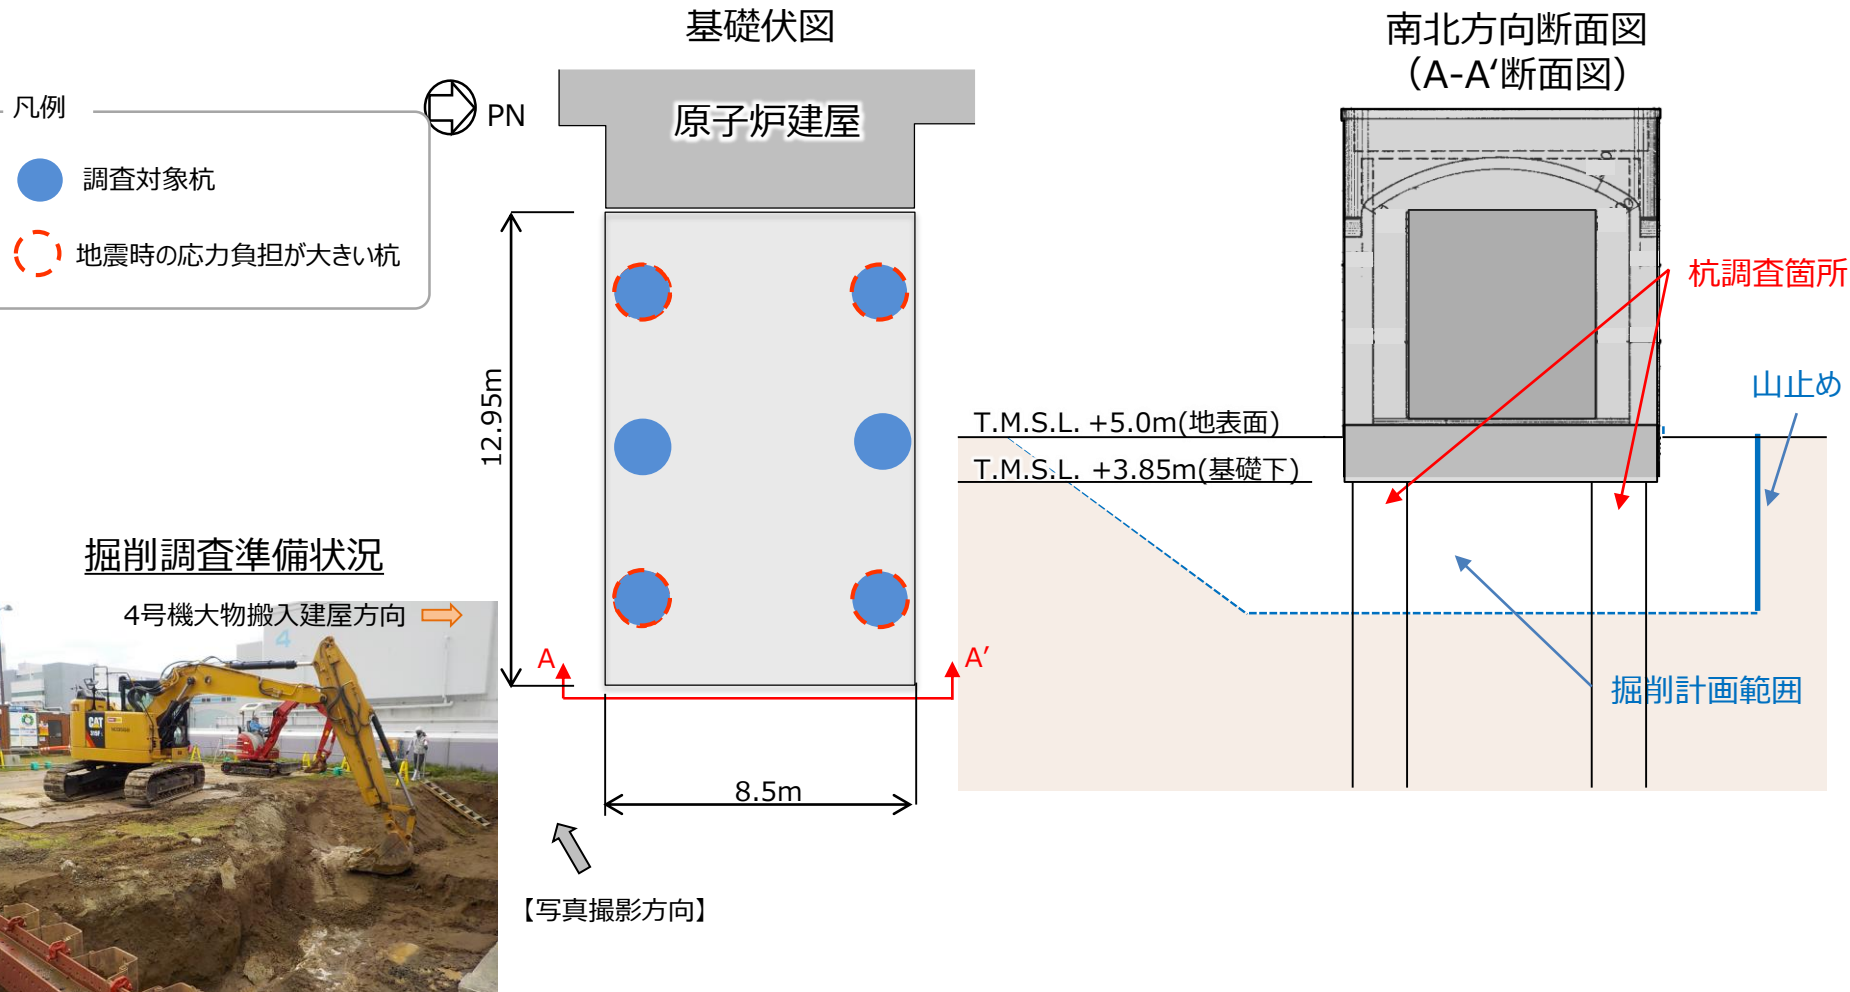 基礎伏図
南北方向断面図
（A-A‘断面図）
凡例
調査対象杭
地震時の応力負担が大きい杭
PN
原子炉建屋
12.95m
8.5m
A
A’
【写真撮影方向】
杭調査箇所
山止め
T.M.S.L. +5.0m(地表面)
T.M.S.L. +3.85m(基礎下)
掘削計画範囲
掘削調査準備状況
4号機大物搬入建屋方向
4
CAT